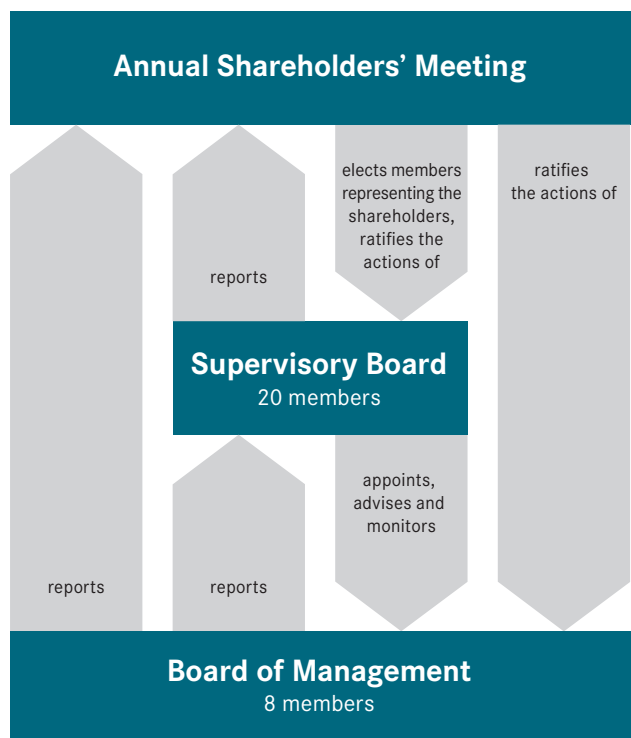 Annual Shareholders’ Meeting
elects members
representing the
shareholders,
ratifies the
actions of
ratifies
the actions of
reports
Supervisory Board
20 members
appoints,
advises and
monitors
reports
reports
Board of Management
8 members